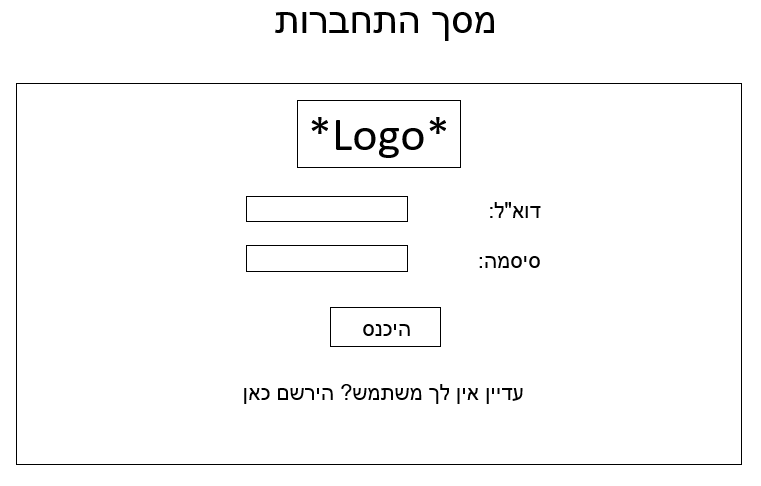 מסך התחברות
*Logo*
דוא"ל:
סיסמה:
היכנס
עדיין אין לך משתמש? הירשם כאן